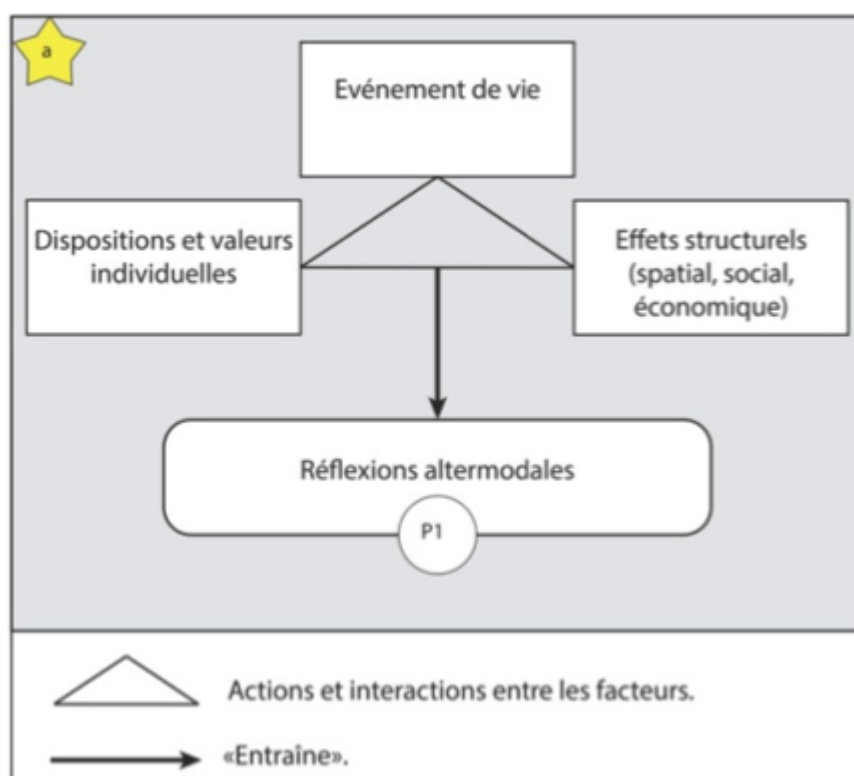 a
Evénement de vie
Dispositions et valeurs
individuelles
Effets structurels
(spatial, social,
économique)
Réflexions altermodales
P1
Actions et interactions entre les facteurs.
«Entraîne».